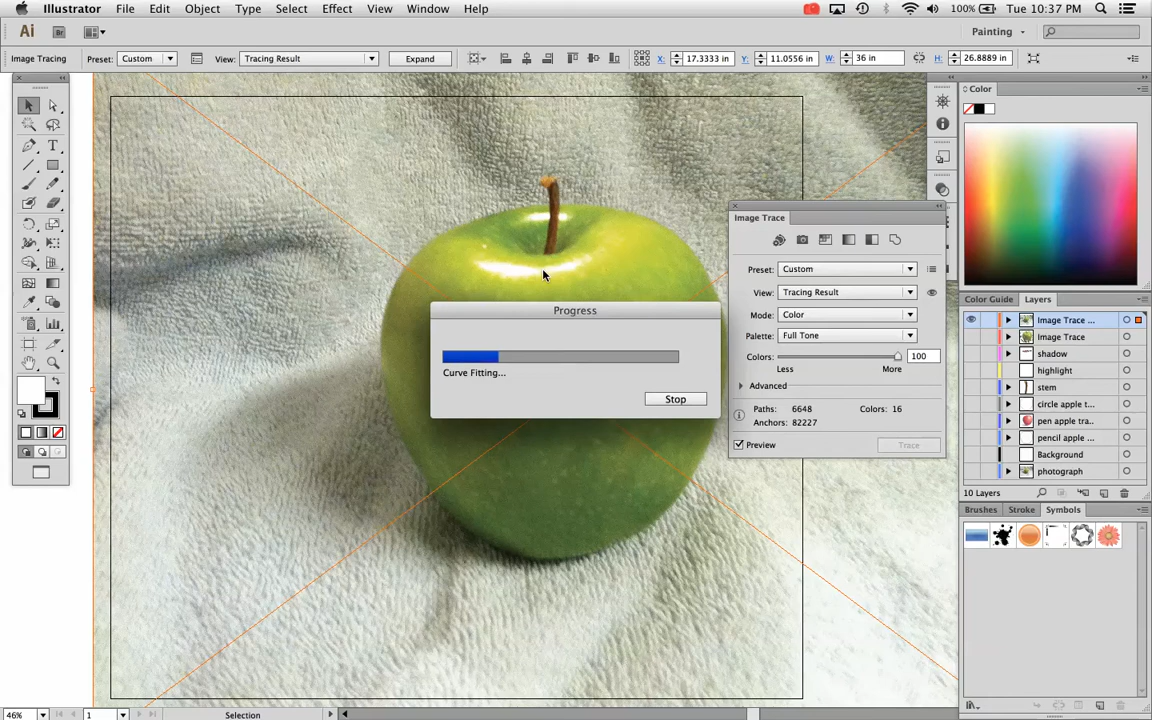 Illustrator File Edit Object Type Select Effect View Window Help 100% Tue 10:37 PM
Ai Br Painting
Image Tracing Preset: Custom View: Tracing Result Expand X: 17.3333 in Y: 11.0556 in W: 36 in H: 26.8889 in
Color
Image Trace
Preset: Custom
View: Tracing Result
Mode: Color
Palette: Full Tone
Colors: 100
Less More
Advanced
Paths: 6648 Colors: 16
Anchors: 82227
Preview Trace
Progress
Curve Fitting...
Stop
Color Guide Layers
Image Trace ...
Image Trace
shadow
highlight
stem
circle apple t...
pen apple tra...
pencil apple ...
Background
photograph
10 Layers
Brushes Stroke Symbols
46% 1 Selection